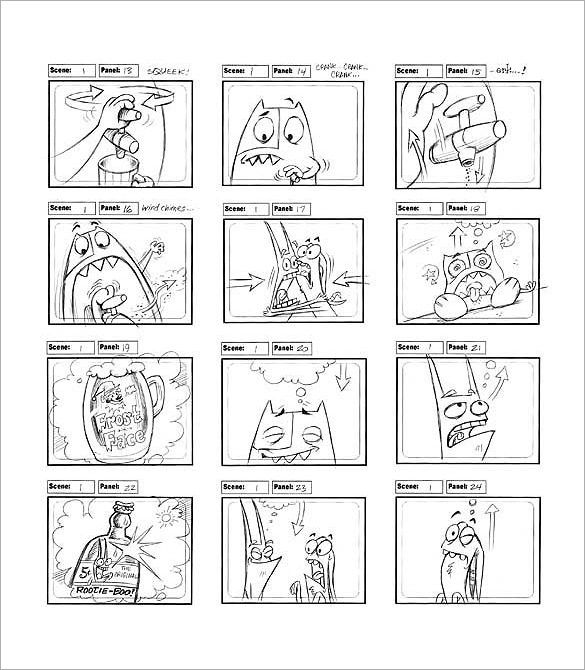 Scene: 1 Panel: 13 SQUEEK!
Scene: 1 Panel: 14 CRANK... CRANK...
CRANK...
Scene: 1 Panel: 15
Scene: 1 Panel: 16 wind chimes...
Scene: 1 Panel: 17
Scene: 1 Panel: 18
Scene: 1 Panel: 19
Frost
Face
Scene: 1 Panel: 20
Scene: 1 Panel: 21
Scene: 1 Panel: 22
5¢
THE
ORIGINAL
ROOTIE-BOO!
Scene: 1 Panel: 23
Scene: 1 Panel: 24